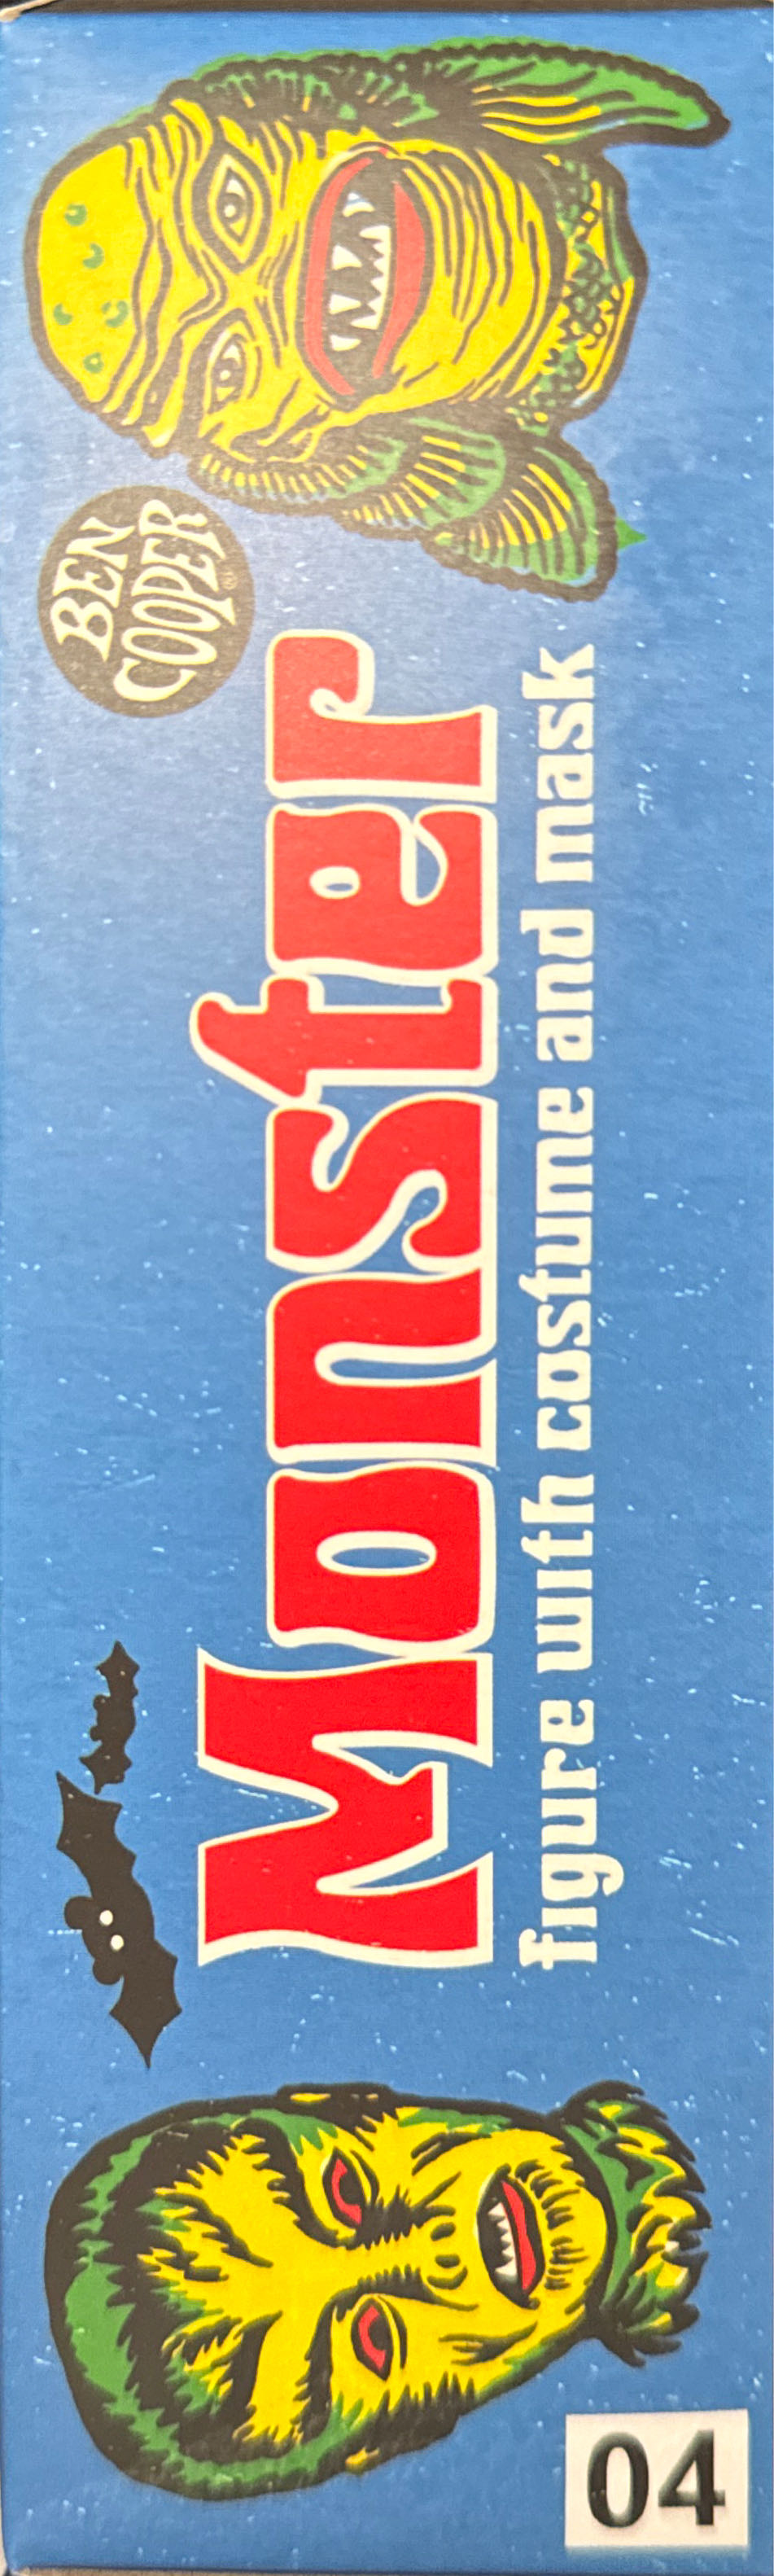 BEN
COOPER®
Monster
figure with costume and mask
04